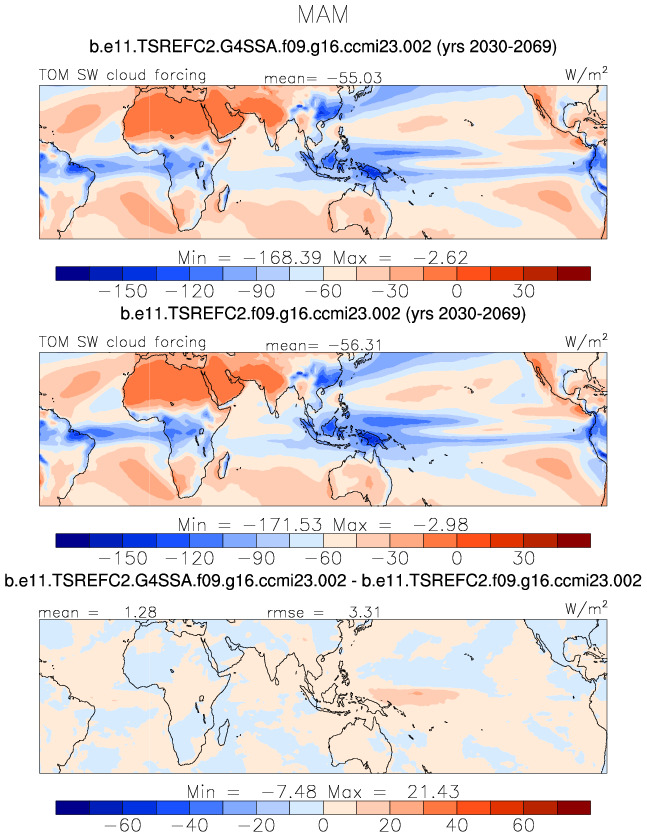 MAM
b.e11.TSREFC2.G4SSA.f09.g16.ccmi23.002 (yrs 2030-2069)
TOM SW cloud forcing mean= −55.03 W/m²
Min = −168.39 Max = −2.62
−150 −120 −90 −60 −30 0 30
b.e11.TSREFC2.f09.g16.ccmi23.002 (yrs 2030-2069)
TOM SW cloud forcing mean= −56.31 W/m²
Min = −171.53 Max = −2.98
−150 −120 −90 −60 −30 0 30
b.e11.TSREFC2.G4SSA.f09.g16.ccmi23.002 - b.e11.TSREFC2.f09.g16.ccmi23.002
mean = 1.28 rmse = 3.31 W/m²
Min = −7.48 Max = 21.43
−60 −40 −20 0 20 40 60